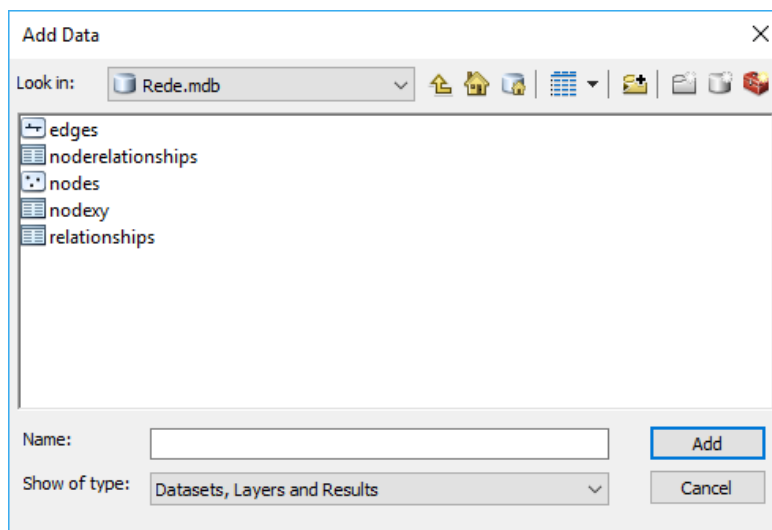 Add Data
Look in: Rede.mdb
edges
noderelationships
nodes
nodexy
relationships
Name: Add
Show of type: Datasets, Layers and Results Cancel